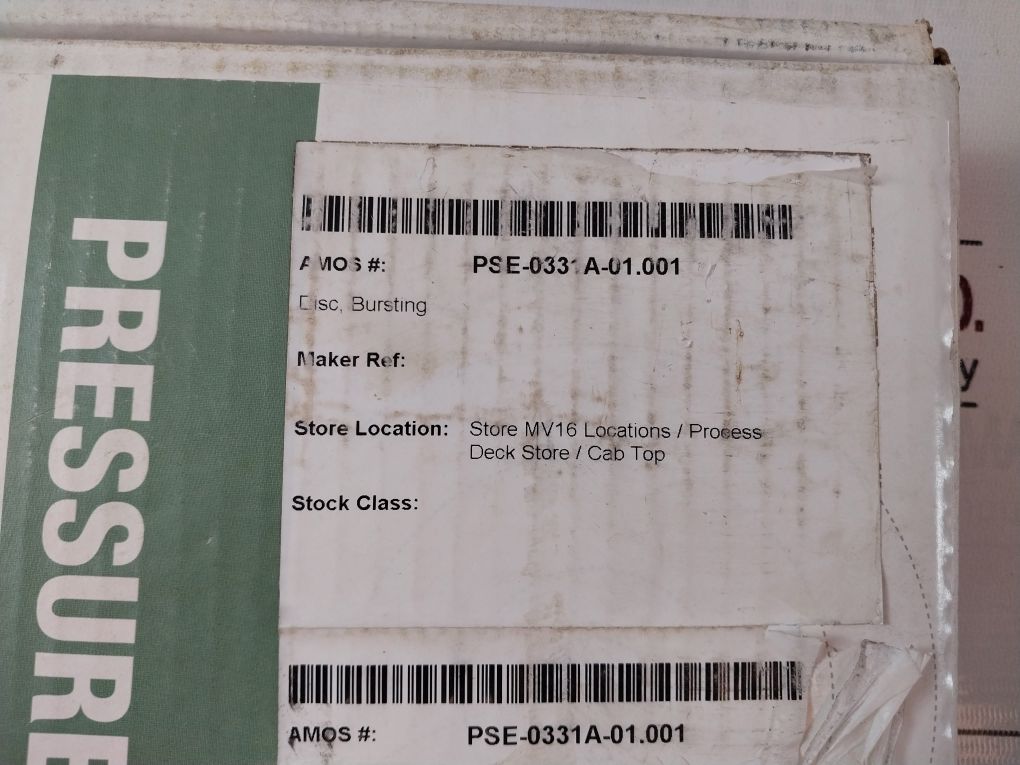 PRESSURE
AMOS #: PSE-0331A-01.001
Disc, Bursting
Maker Ref:
Store Location: Store MV16 Locations / Process
Deck Store / Cab Top
Stock Class:
AMOS #: PSE-0331A-01.001